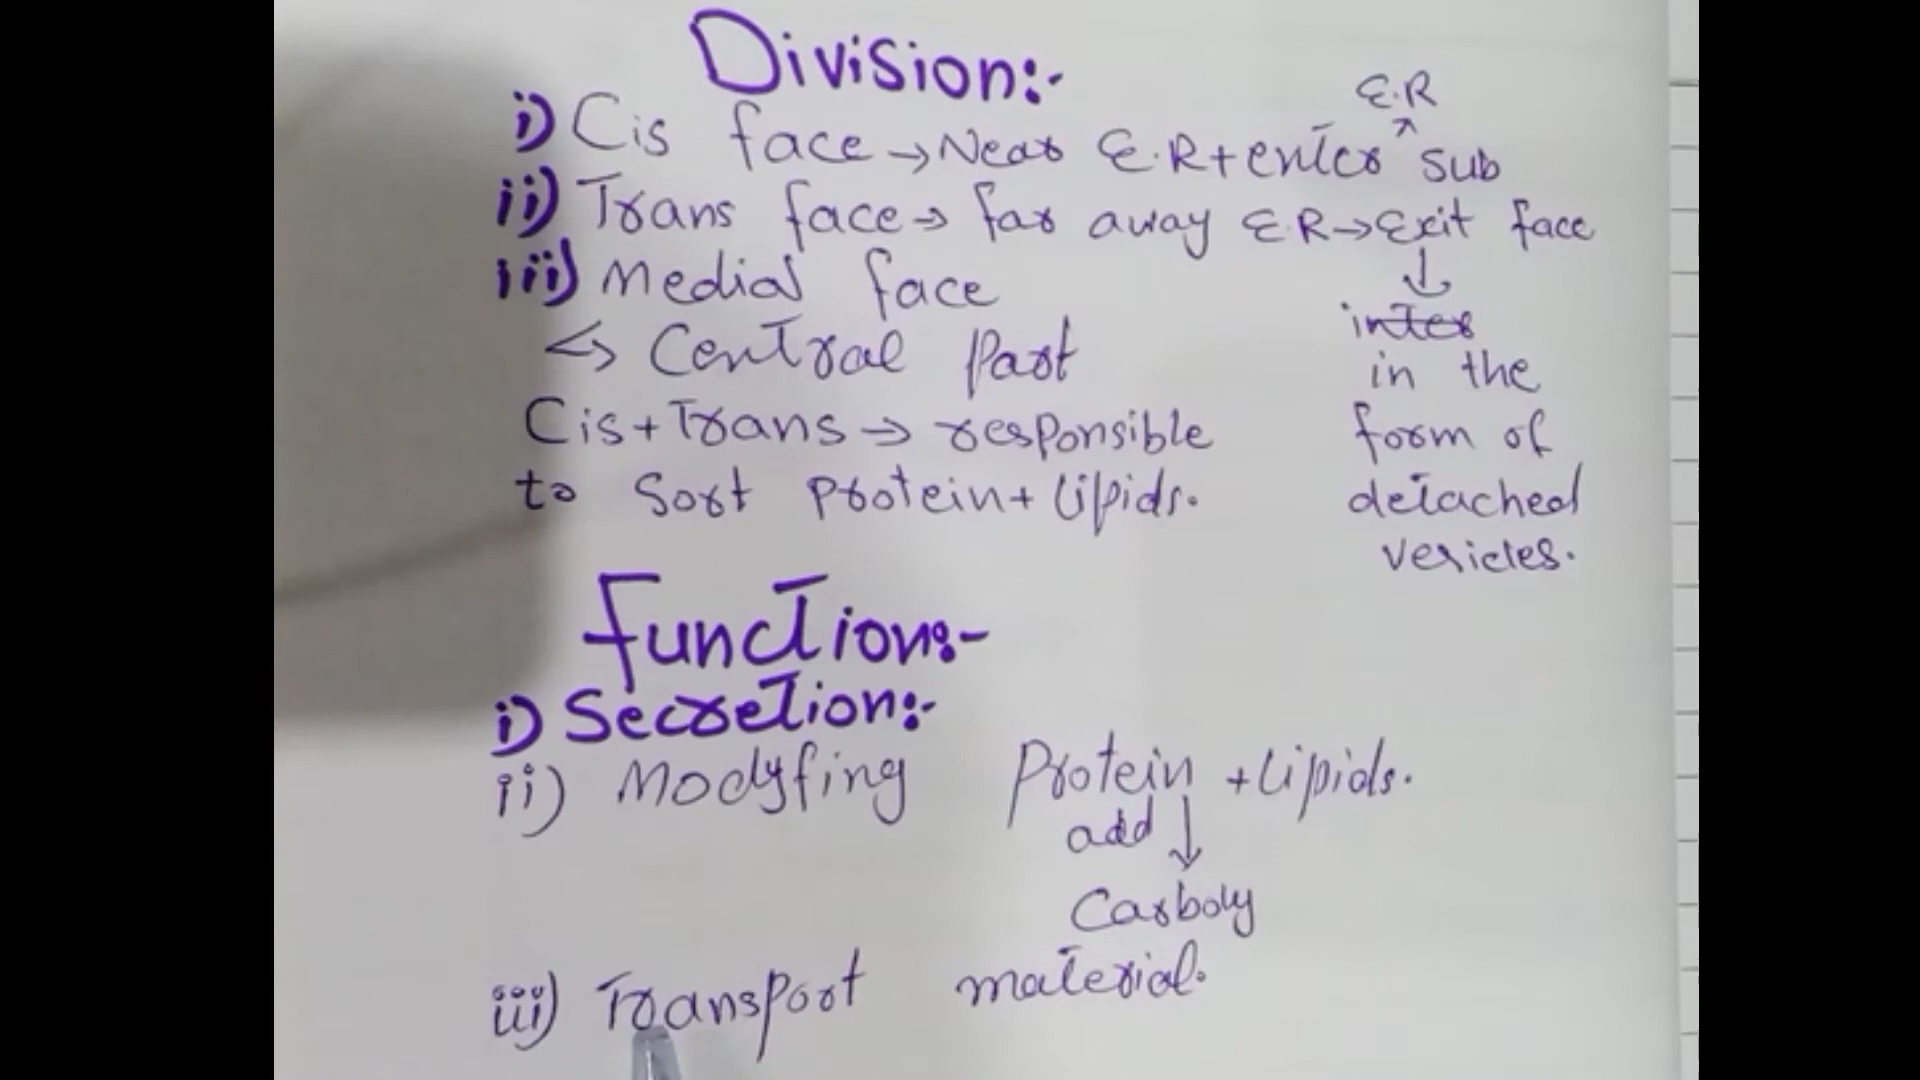 Division:-
E.R
i) Cis face → Near E.R + enter sub
ii) Trans face → far away E.R → Exit face
iii) Medial face
↳ Central Part
Cis + Trans → responsible
to Sort protein + Lipids.
inter
in the
form of
detached
vesicles.
Function:-
i) Secretion:-
ii) Modyfing Protein + Lipids.
add ↓
Carboly
iii) Transport material.